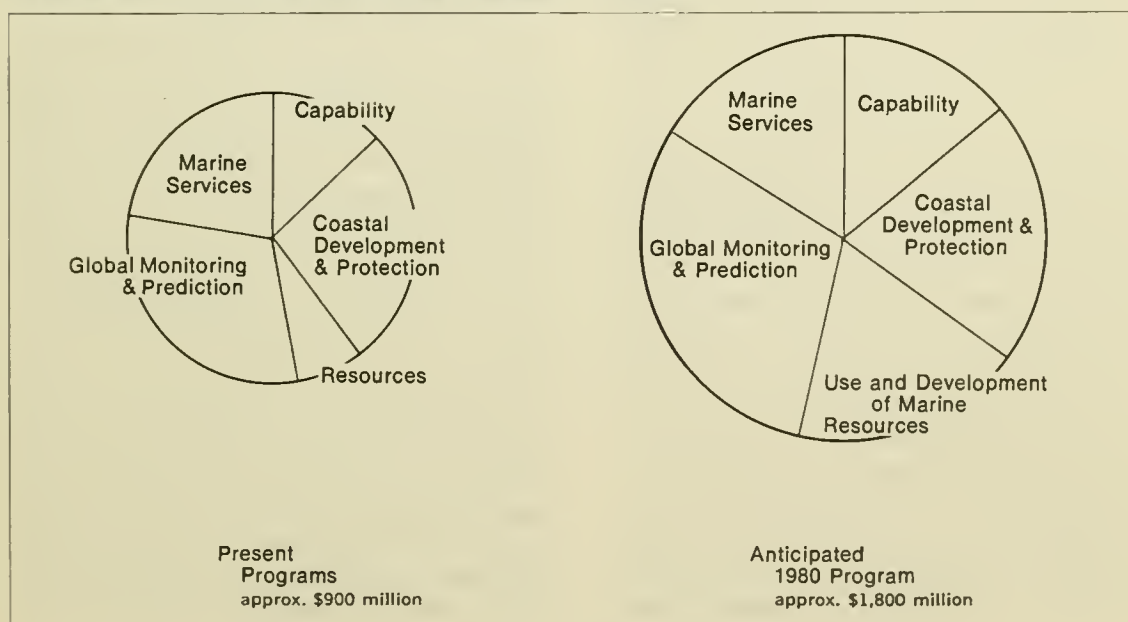 Capability
Marine
Services
Coastal
Development
& Protection
Global Monitoring
& Prediction
Resources
Present
Programs
approx. $900 million
Marine
Services
Capability
Coastal
Development &
Protection
Global Monitoring
& Prediction
Use and Development
of Marine
Resources
Anticipated
1980 Program
approx. $1,800 million